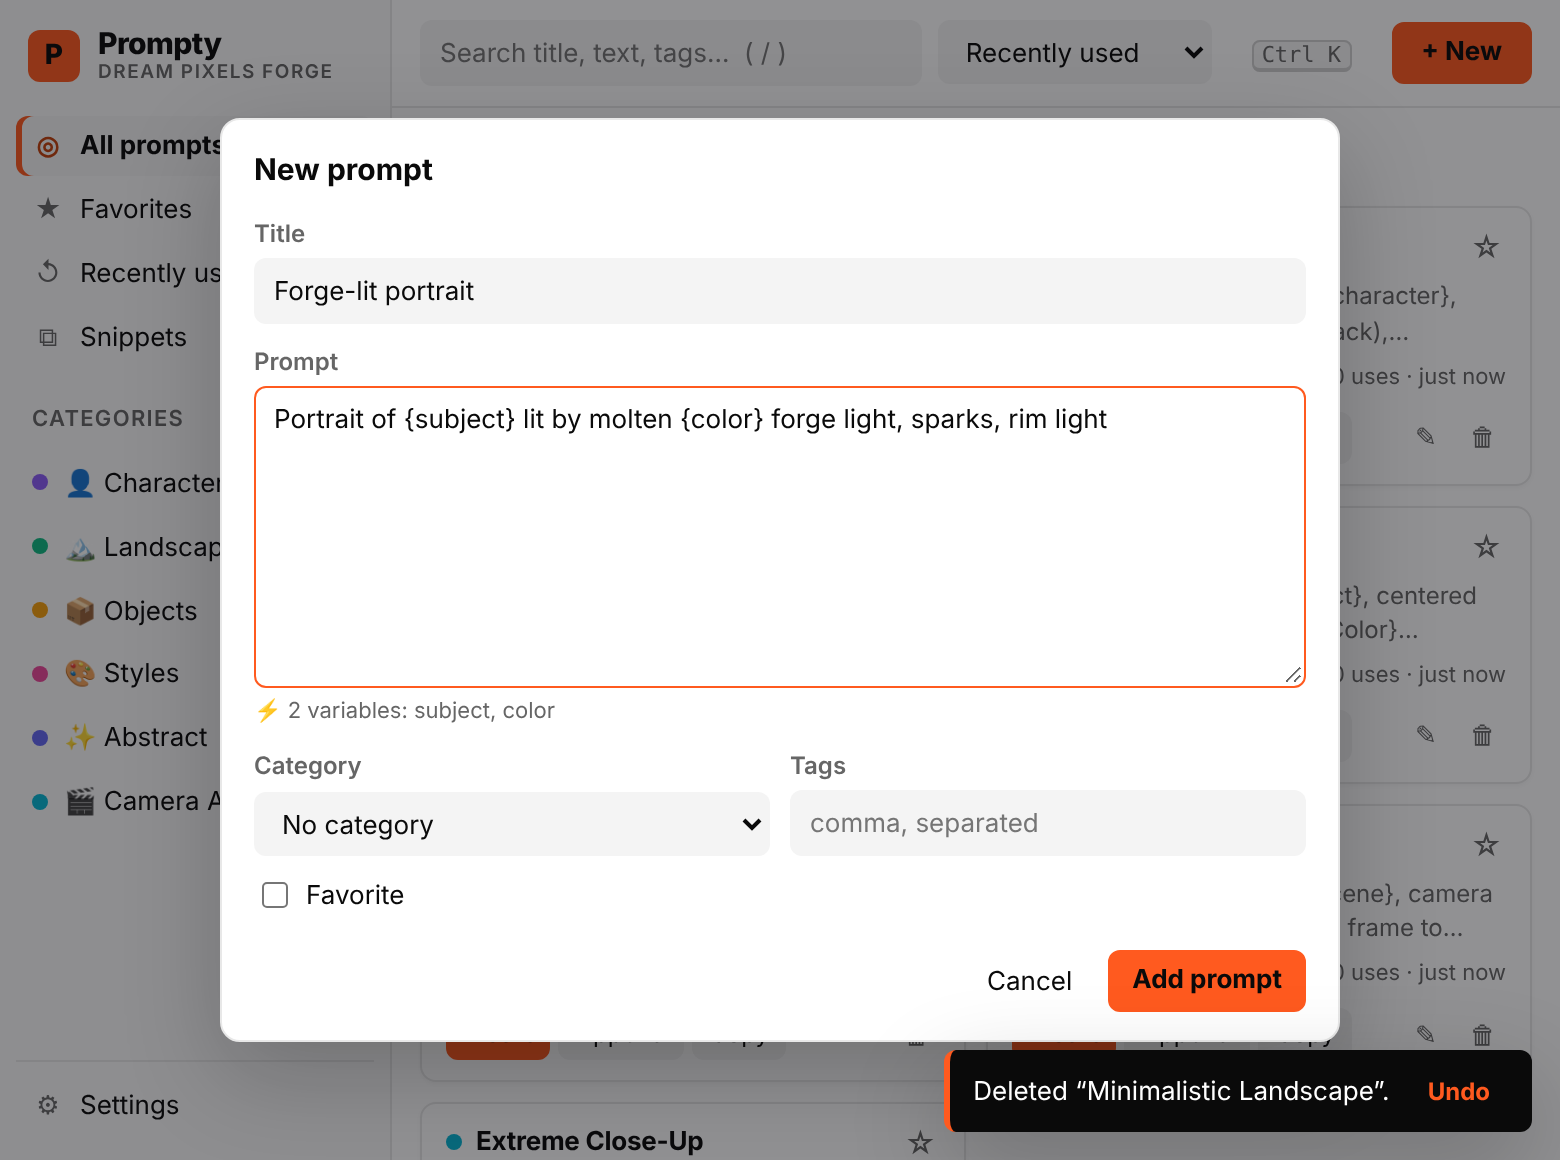 P
Prompty
DREAM PIXELS FORGE
Search title, text, tags... ( / )
Recently used
Ctrl K
+ New
All prompts
Favorites
Recently us
Snippets
CATEGORIES
Character
Landscap
Objects
Styles
Abstract
Camera A
Settings
New prompt
Title
Forge-lit portrait
Prompt
Portrait of {subject} lit by molten {color} forge light, sparks, rim light
⚡ 2 variables: subject, color
Category
Tags
No category
comma, separated
Favorite
Cancel
Add prompt
character},
ack),...
uses · just now
ct}, centered
Color}...
uses · just now
ene}, camera
frame to...
uses · just now
Extreme Close-Up
Deleted “Minimalistic Landscape”.
Undo